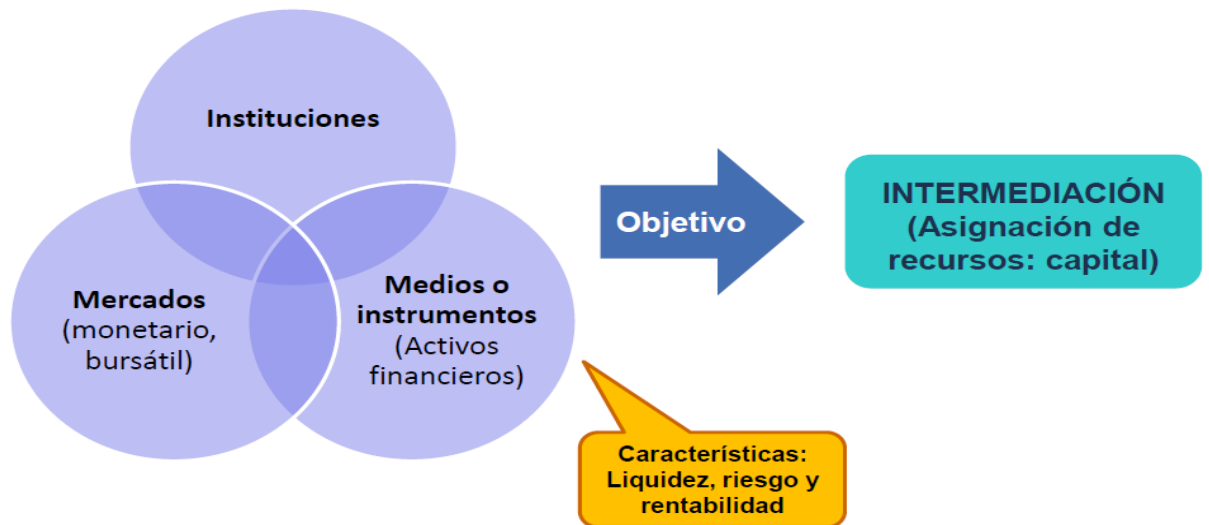 Instituciones
Mercados
(monetario,
bursátil)
Medios o
instrumentos
(Activos
financieros)
Objetivo
INTERMEDIACIÓN
(Asignación de
recursos: capital)
Características:
Liquidez, riesgo y
rentabilidad